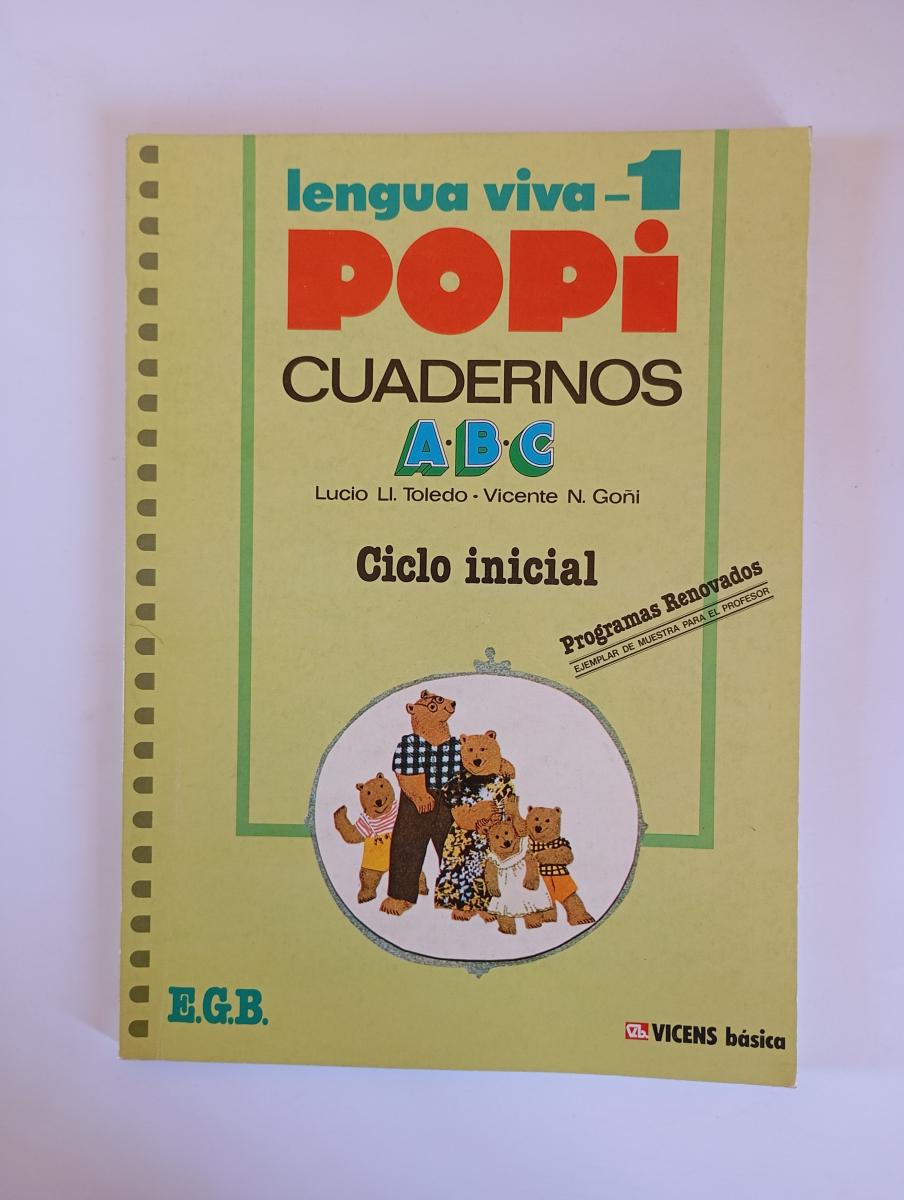 lengua viva-1
POPi
CUADERNOS
A·B·C
Lucio Ll. Toledo · Vicente N. Goñi
Ciclo inicial
Programas Renovados
EJEMPLAR DE MUESTRA PARA EL PROFESOR
E.G.B.
Vb. VICENS básica